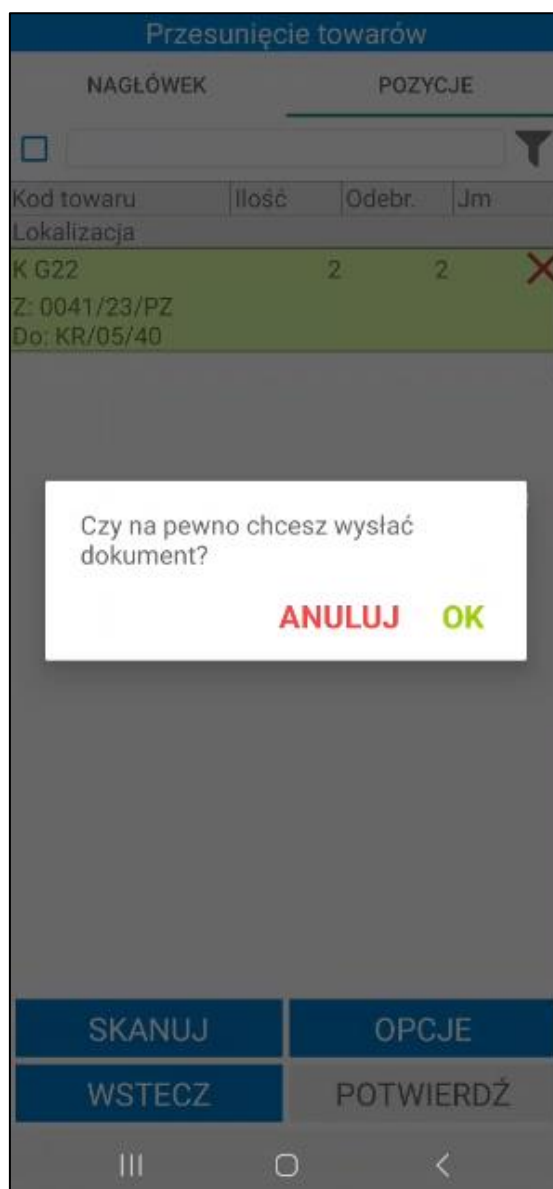 Przesunięcie towarów
NAGŁÓWEK POZYCJE
Kod towaru Ilość Odebr. Jm
Lokalizacja
K G22 2 2
Z: 0041/23/PZ
Do: KR/05/40
Czy na pewno chcesz wysłać
dokument?
ANULUJ OK
SKANUJ OPCJE
WSTECZ POTWIERDŹ